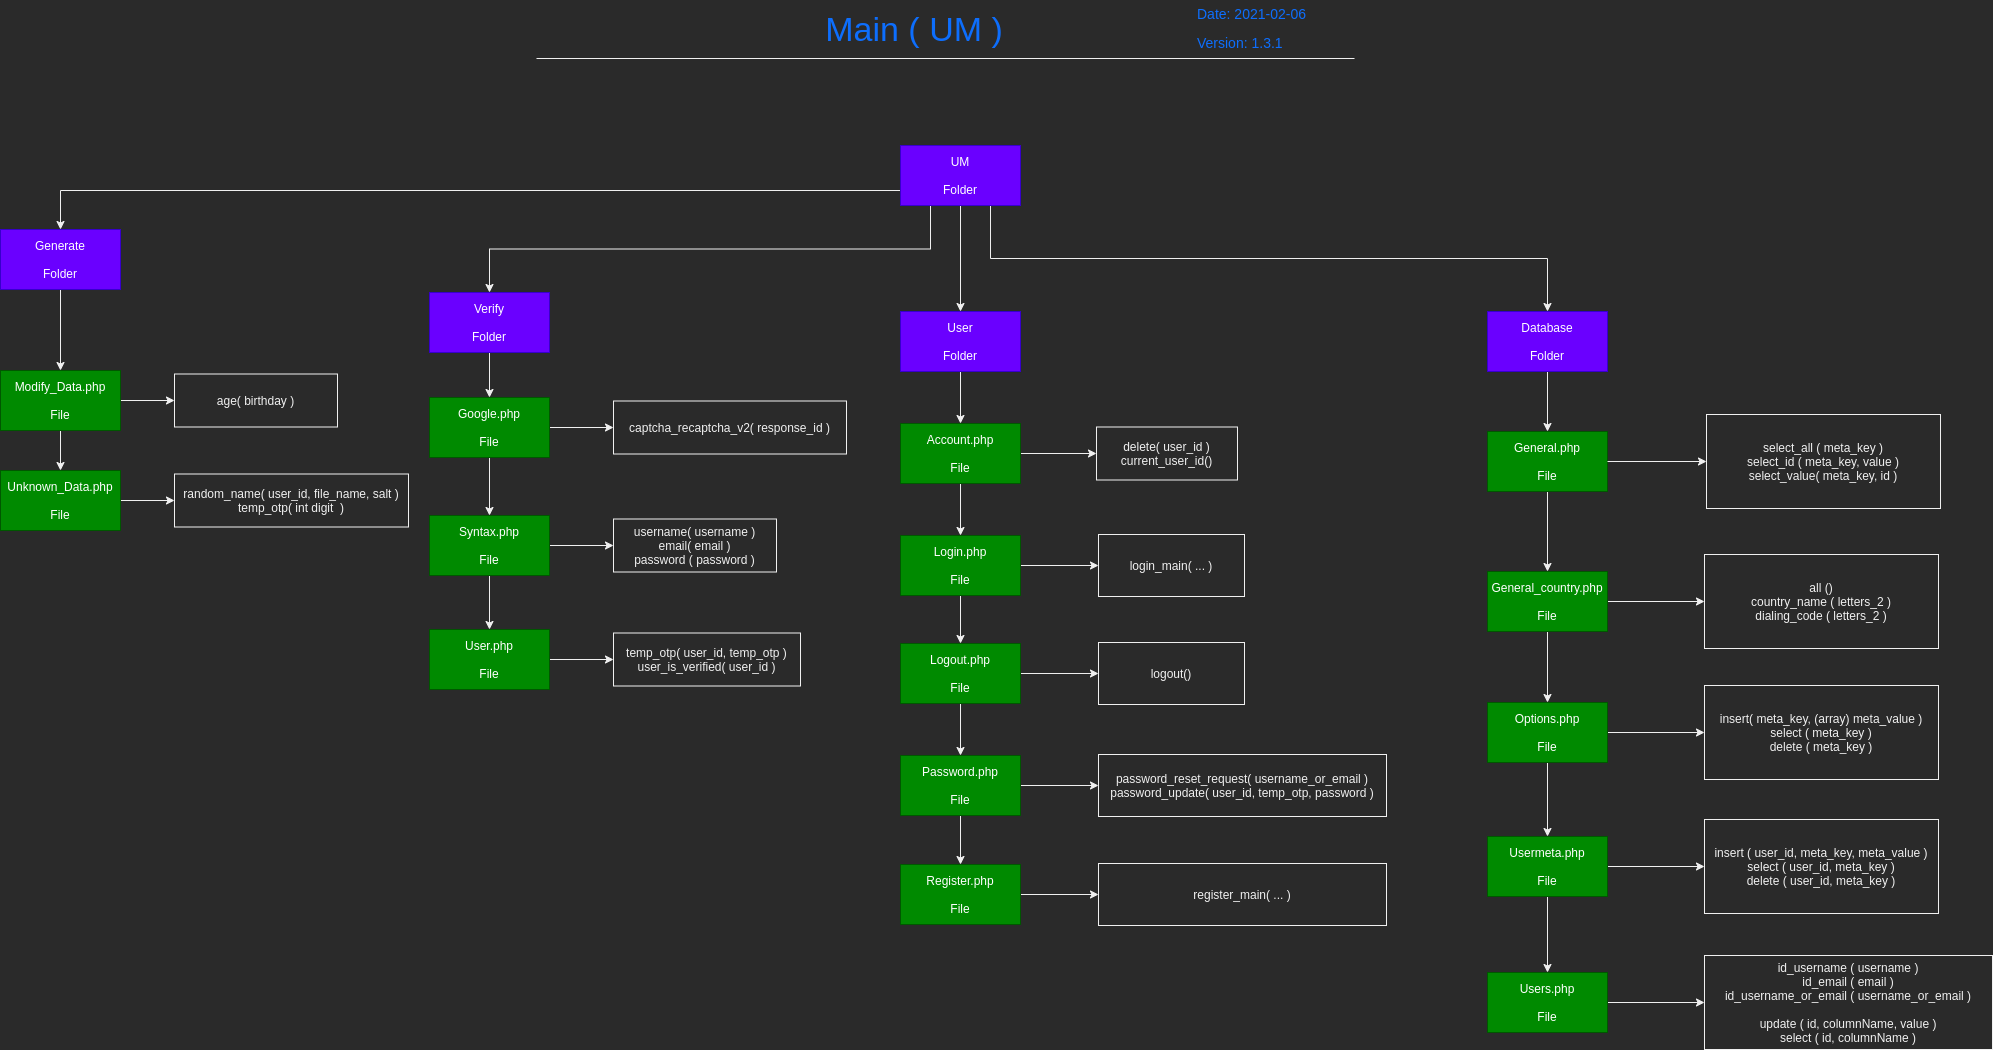 Main ( UM )
Date: 2021-02-06
Version: 1.3.1
UM
Folder
Generate
Folder
Modify_Data.php
File
age( birthday )
Unknown_Data.php
File
random_name( user_id, file_name, salt )
temp_otp( int digit  )
Verify
Folder
Google.php
File
captcha_recaptcha_v2( response_id )
Syntax.php
File
username( username )
email( email )
password ( password )
User.php
File
temp_otp( user_id, temp_otp )
user_is_verified( user_id )
User
Folder
Account.php
File
delete( user_id )
current_user_id()
Login.php
File
login_main( ... )
Logout.php
File
logout()
Password.php
File
password_reset_request( username_or_email )
password_update( user_id, temp_otp, password )
Register.php
File
register_main( ... )
Database
Folder
General.php
File
select_all ( meta_key )
select_id ( meta_key, value )
select_value( meta_key, id )
General_country.php
File
all ()
country_name ( letters_2 )
dialing_code ( letters_2 )
Options.php
File
insert( meta_key, (array) meta_value )
select ( meta_key )
delete ( meta_key )
Usermeta.php
File
insert ( user_id, meta_key, meta_value )
select ( user_id, meta_key )
delete ( user_id, meta_key )
Users.php
File
id_username ( username )
id_email ( email )
id_username_or_email ( username_or_email )
update ( id, columnName, value )
select ( id, columnName )